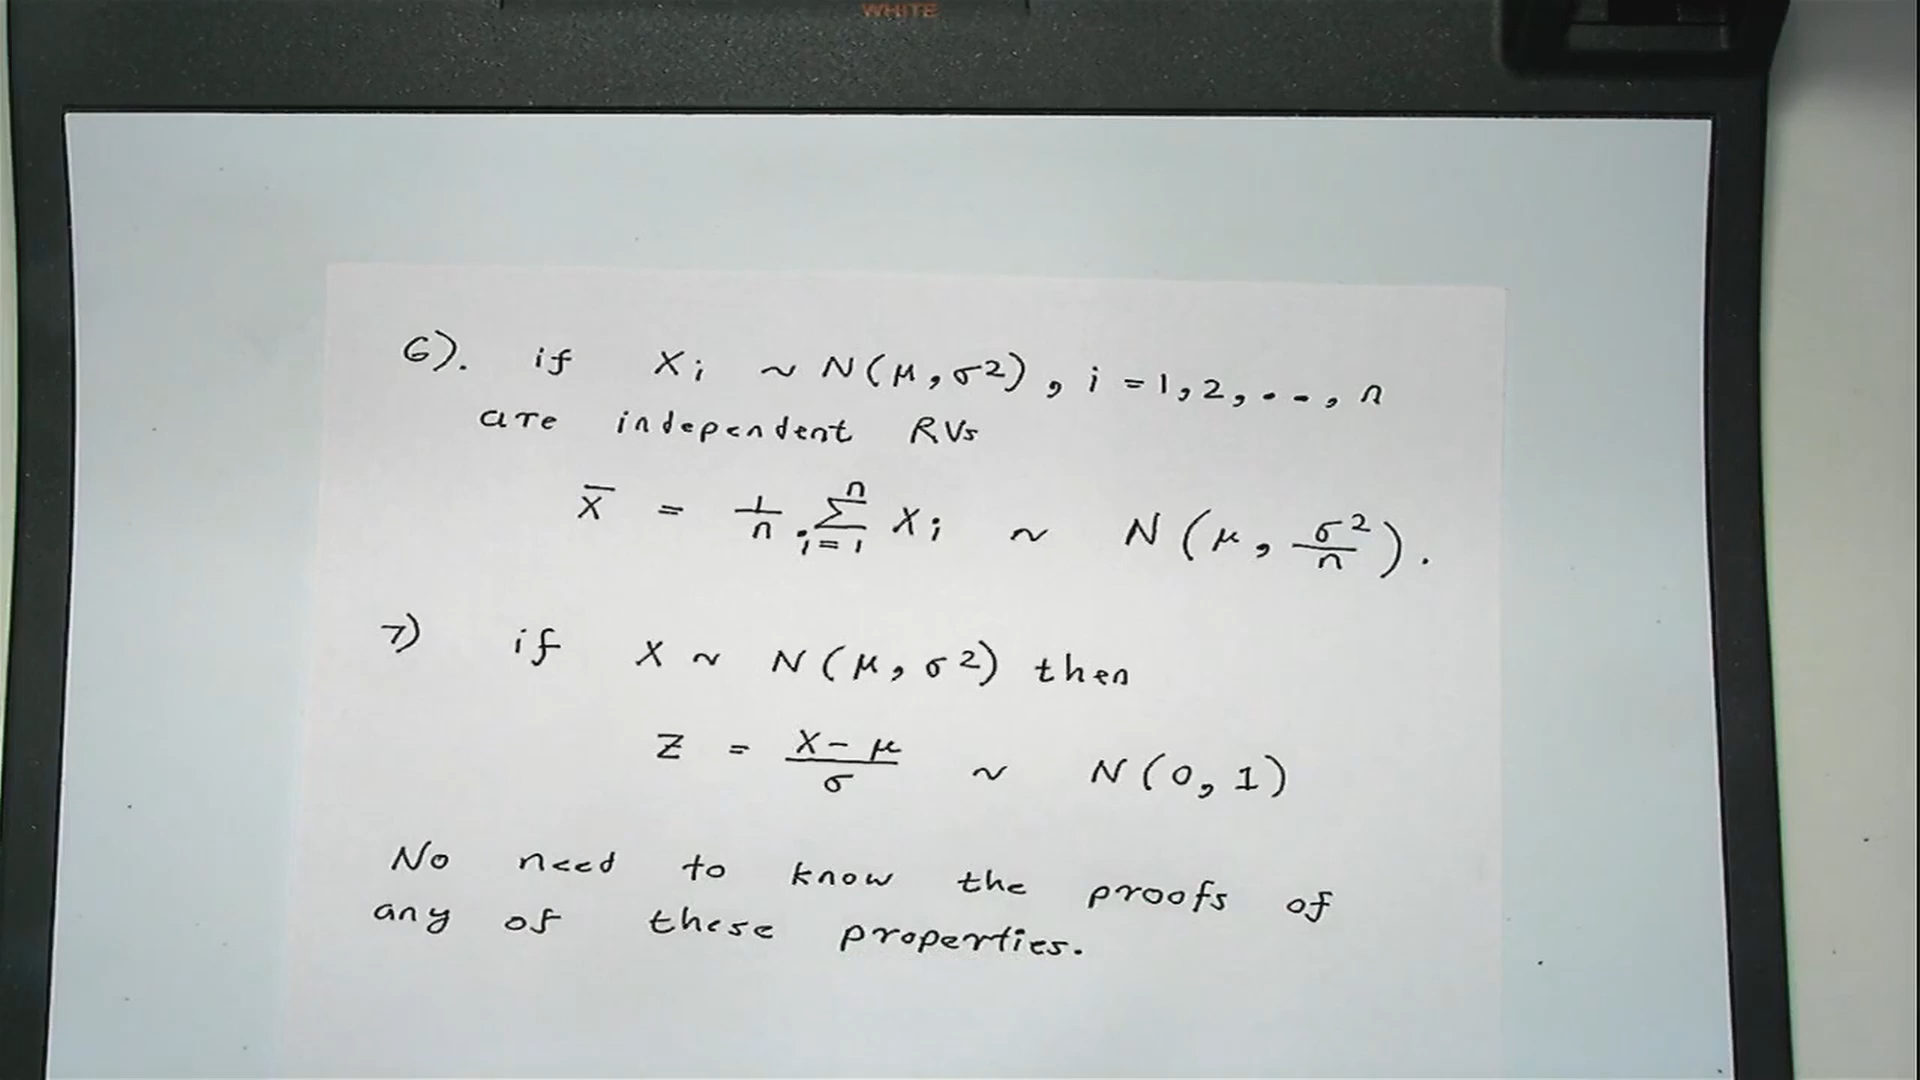 WHITE
6). if Xi ~ N(μ, σ²), i = 1, 2, ..., n
are independent RVs
X̄ = 1/n ∑_{i=1}^{n} Xi ~ N(μ, σ²/n).
7) if X ~ N(μ, σ²) then
Z = (X-μ)/σ ~ N(0, 1)
No need to know the proofs of
any of these properties.